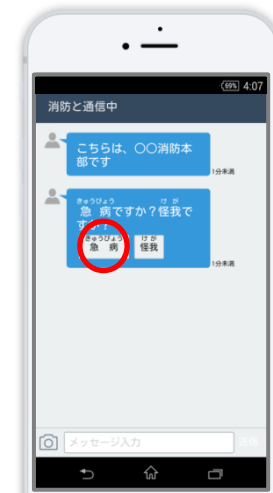 69% 4:07
消防と通信中
こちらは、〇〇消防本
部です
1分未満
きゅうびょう けが
急 病ですか?怪我で
すか?
きゅうびょう けが
急 病 怪我
1分未満
メッセージ入力
送信